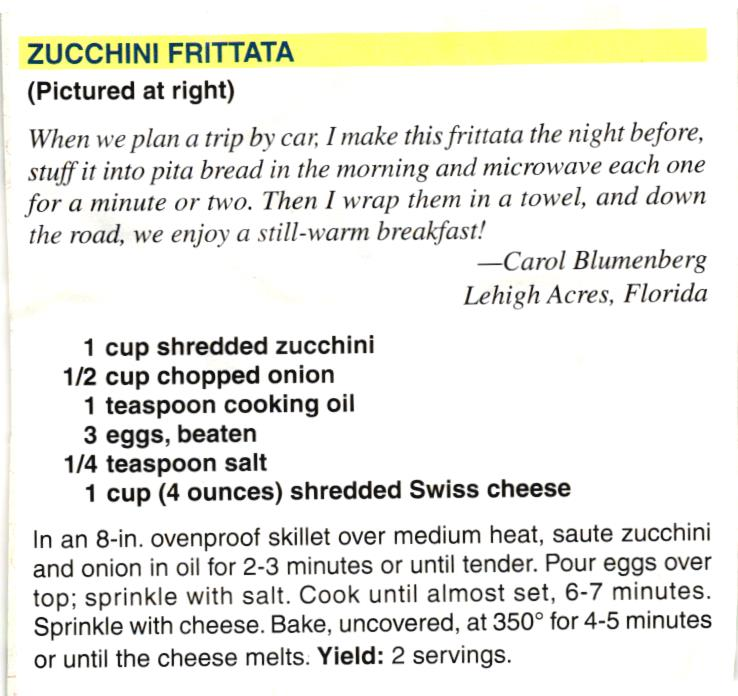 ZUCCHINI FRITTATA
(Pictured at right)
When we plan a trip by car, I make this frittata the night before,
stuff it into pita bread in the morning and microwave each one
for a minute or two. Then I wrap them in a towel, and down
the road, we enjoy a still-warm breakfast!
—Carol Blumenberg
Lehigh Acres, Florida
1 cup shredded zucchini
1/2 cup chopped onion
1 teaspoon cooking oil
3 eggs, beaten
1/4 teaspoon salt
1 cup (4 ounces) shredded Swiss cheese
In an 8-in. ovenproof skillet over medium heat, saute zucchini
and onion in oil for 2-3 minutes or until tender. Pour eggs over
top; sprinkle with salt. Cook until almost set, 6-7 minutes.
Sprinkle with cheese. Bake, uncovered, at 350° for 4-5 minutes
or until the cheese melts. Yield: 2 servings.